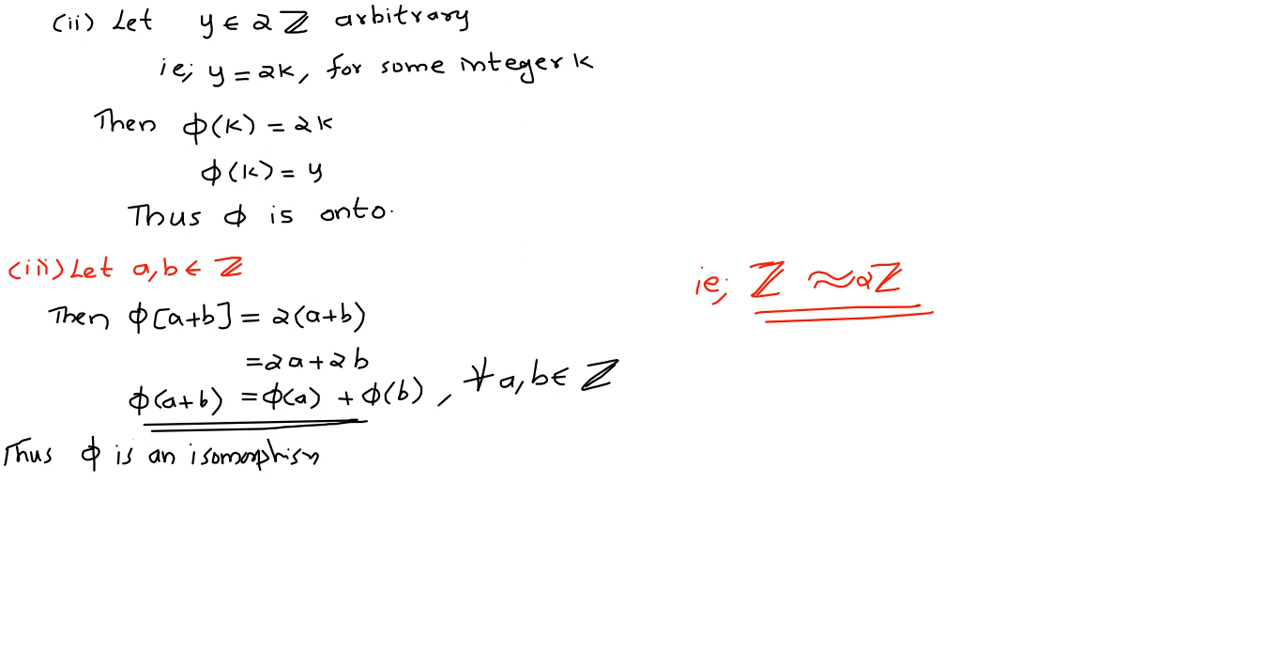 (ii) Let y ∈ 2ℤ arbitrary
ie; y = 2k, for some integer k
Then ϕ(k) = 2k
ϕ(k) = y
Thus ϕ is onto.
(iii) Let a, b ∈ ℤ
Then ϕ[a+b] = 2(a+b)
= 2a + 2b
ϕ(a+b) = ϕ(a) + ϕ(b), ∀ a, b ∈ ℤ
Thus ϕ is an isomorphism
ie; ℤ ≈ 2ℤ